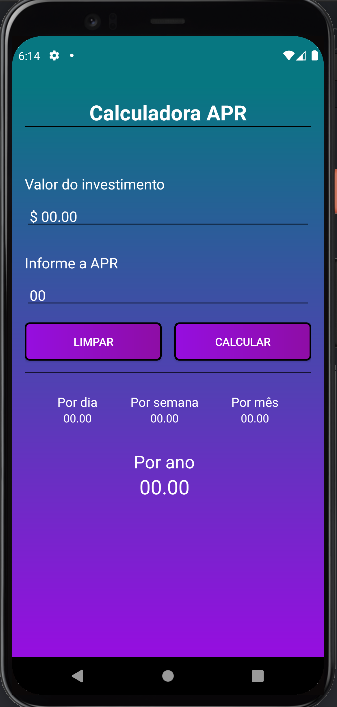 6:14
Calculadora APR
Valor do investimento
$ 00.00
Informe a APR
00
LIMPAR CALCULAR
Por dia Por semana Por mês
00.00 00.00 00.00
Por ano
00.00